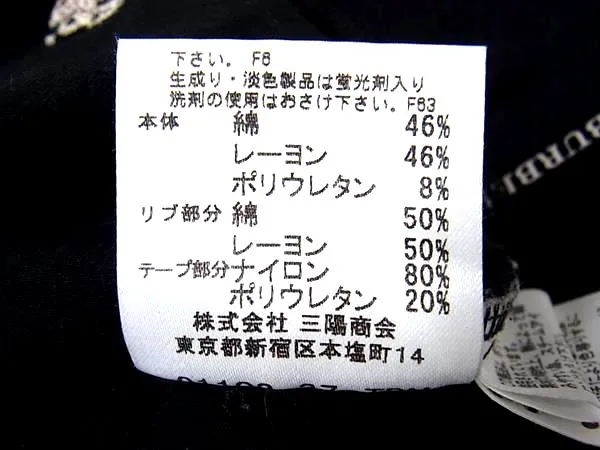 下さい。 F6
生成り・淡色製品は蛍光剤入り
洗剤の使用はおさけ下さい。F63
本体 綿 46%
レーヨン 46%
ポリウレタン 8%
リブ部分 綿 50%
レーヨン 50%
テープ部分 ナイロン 80%
ポリウレタン 20%
株式会社 三陽商会
東京都新宿区本塩町14